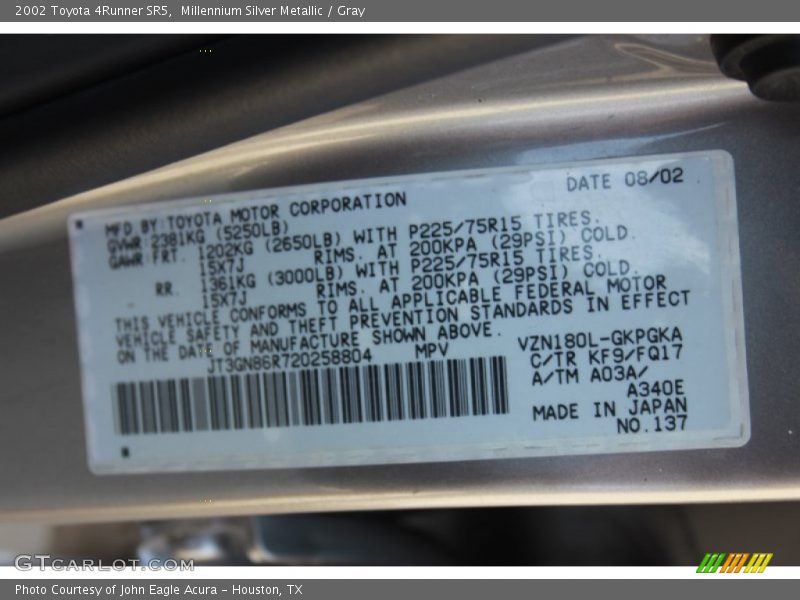 2002 Toyota 4Runner SR5,  Millennium Silver Metallic / Gray
DATE 08/02
MFD.BY:TOYOTA MOTOR CORPORATION
GVWR:2381KG (5250LB)
GAWR:FRT. 1202KG (2650LB) WITH P225/75R15 TIRES.
15X7J RIMS. AT 200KPA (29PSI) COLD.
RR. 1361KG (3000LB) WITH P225/75R15 TIRES.
15X7J RIMS. AT 200KPA (29PSI) COLD.
THIS VEHICLE CONFORMS TO ALL APPLICABLE FEDERAL MOTOR
VEHICLE SAFETY AND THEFT PREVENTION STANDARDS IN EFFECT
ON THE DATE OF MANUFACTURE SHOWN ABOVE.
JT3GN86R720258804 MPV
VZN180L-GKPGKA
C/TR KF9/FQ17
A/TM A03A/
A340E
MADE IN JAPAN
NO.137
GTCARLOT.COM
Photo Courtesy of John Eagle Acura - Houston, TX